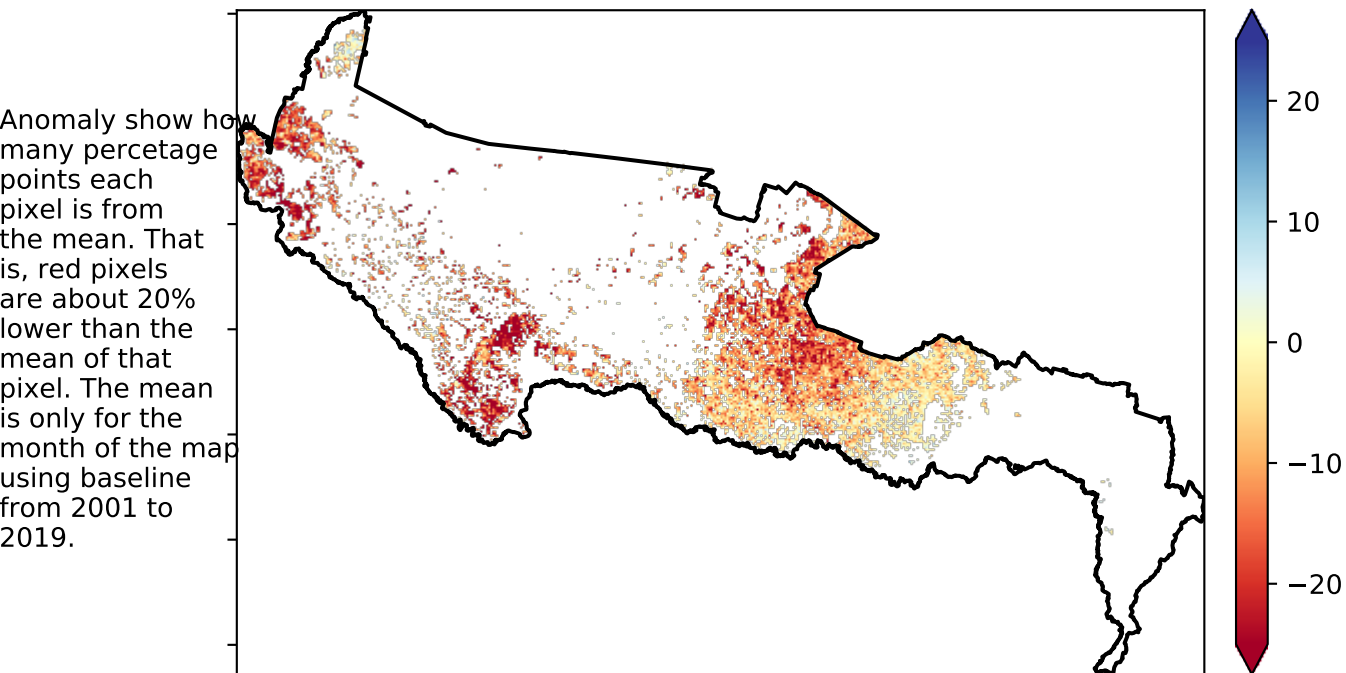 Anomaly show how
many percetage
points each
pixel is from
the mean. That
is, red pixels
are about 20%
lower than the
mean of that
pixel. The mean
is only for the
month of the map
using baseline
from 2001 to
2019.
20
10
0
−10
−20